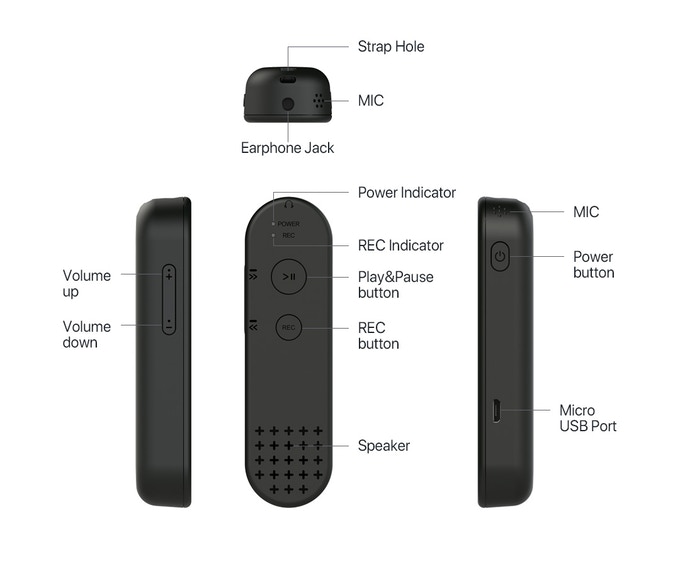 Strap Hole
MIC
Earphone Jack
Power Indicator
POWER
REC
REC Indicator
Play&Pause
button
REC
REC
button
Speaker
Volume
up
+
Volume
down
-
MIC
Power
button
Micro
USB Port